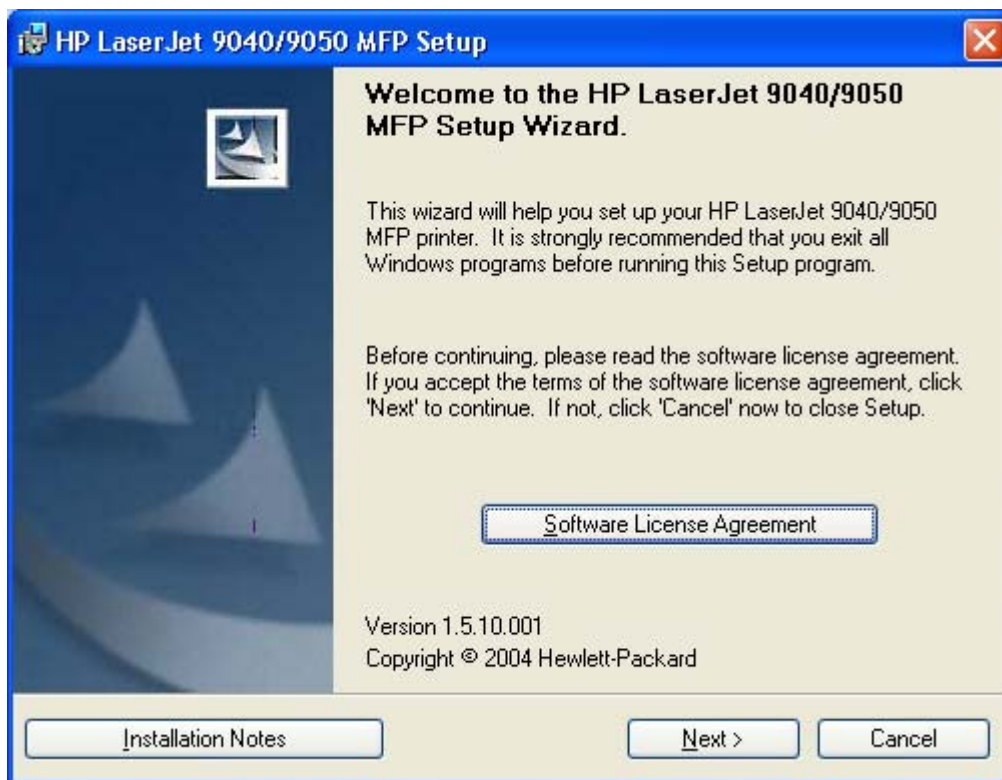 HP LaserJet 9040/9050 MFP Setup
Welcome to the HP LaserJet 9040/9050
MFP Setup Wizard.
This wizard will help you set up your HP LaserJet 9040/9050
MFP printer. It is strongly recommended that you exit all
Windows programs before running this Setup program.
Before continuing, please read the software license agreement.
If you accept the terms of the software license agreement, click
'Next' to continue. If not, click 'Cancel' now to close Setup.
Software License Agreement
Version 1.5.10.001
Copyright © 2004 Hewlett-Packard
Installation Notes
Next >
Cancel